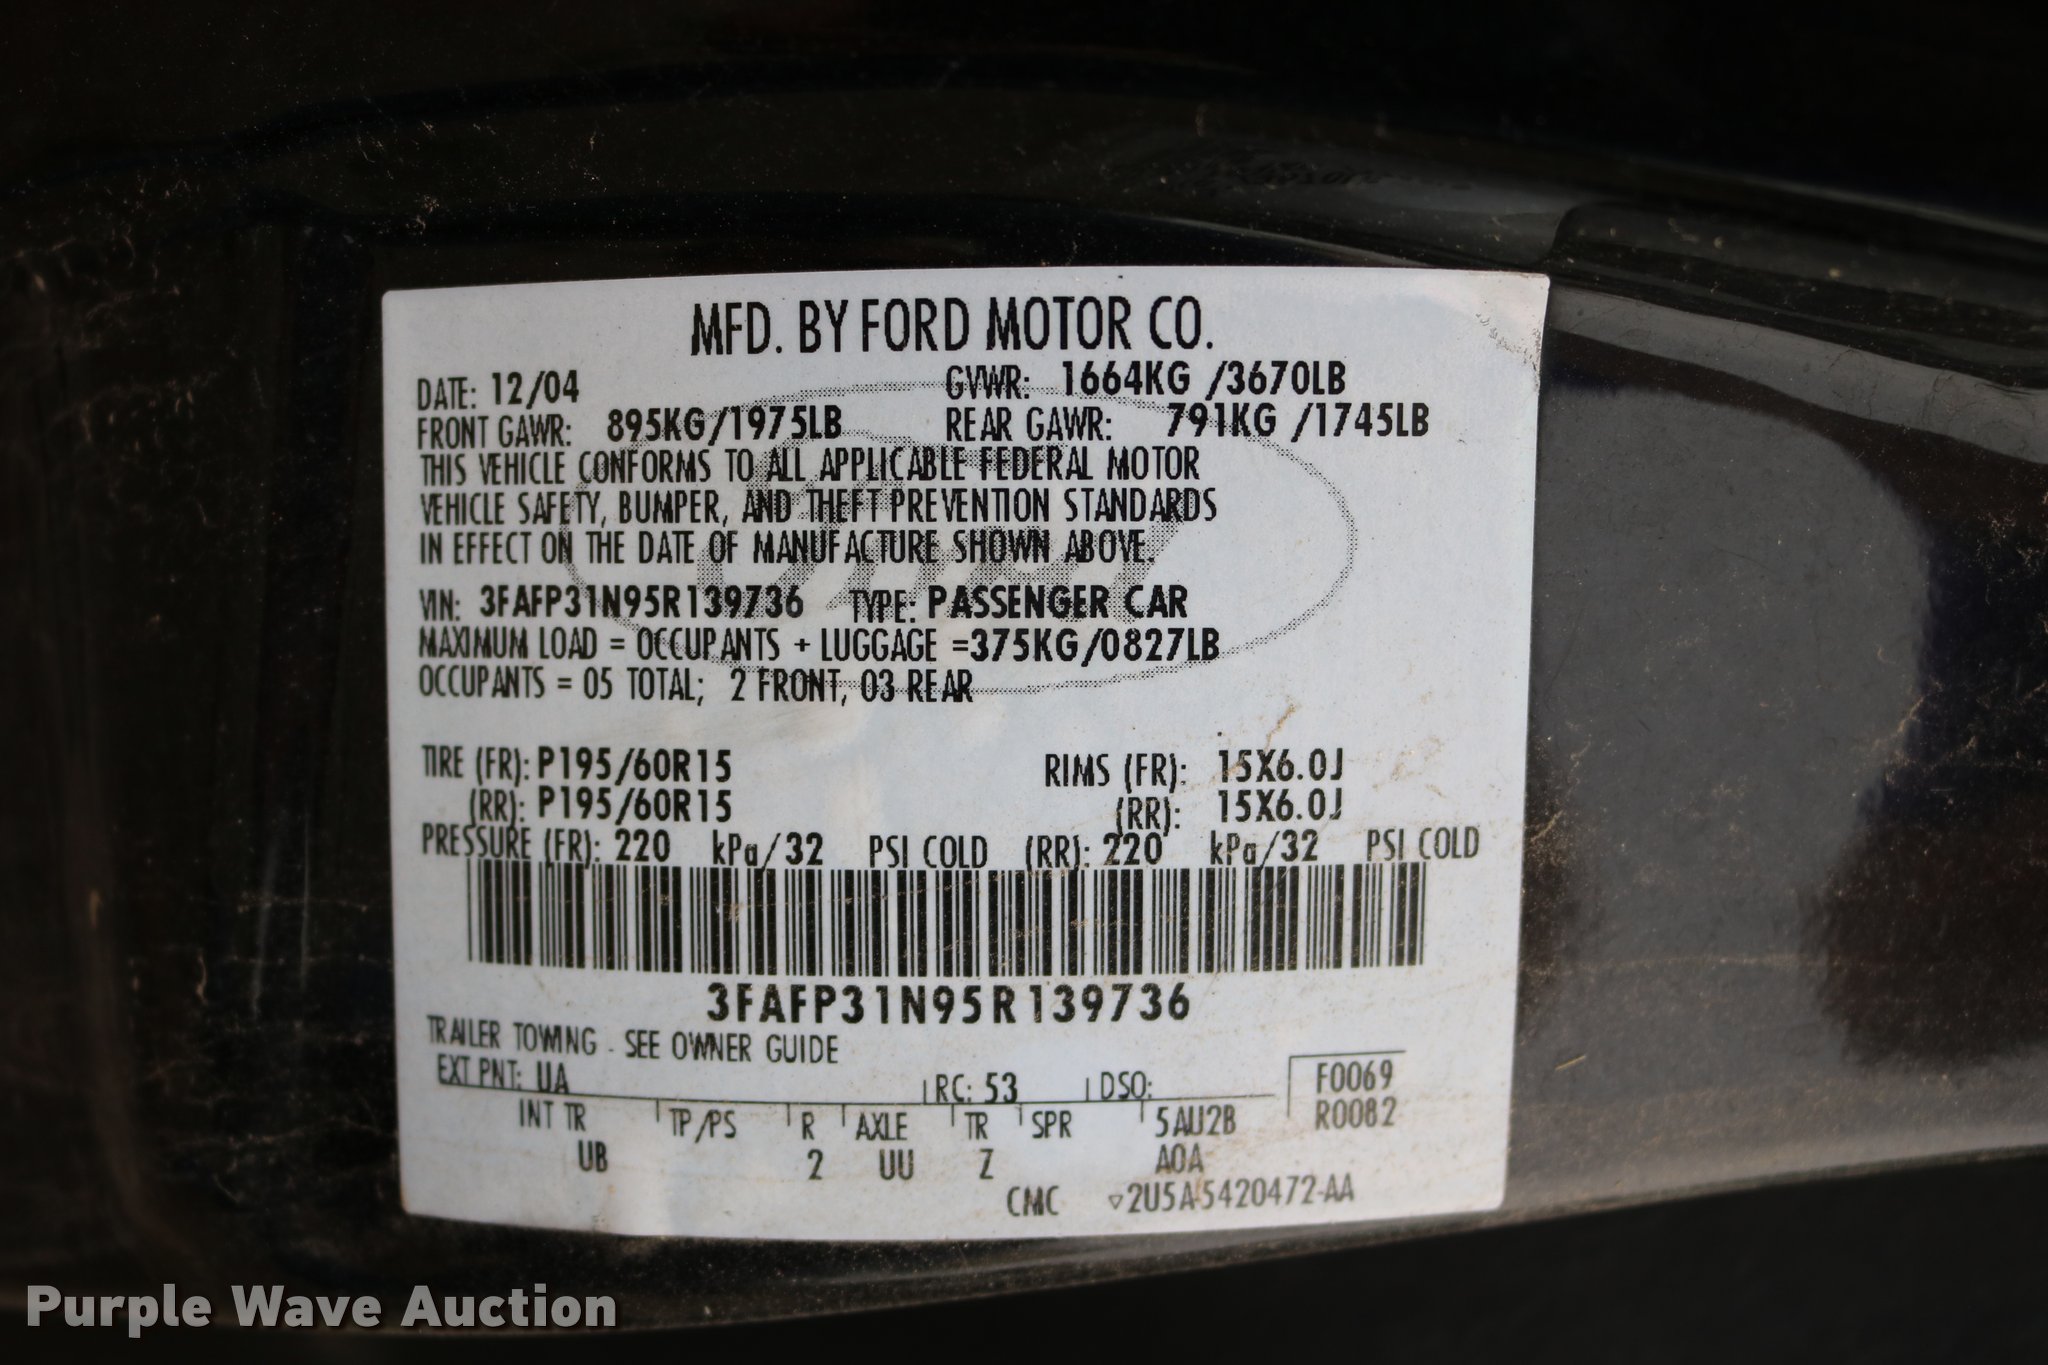 MFD. BY FORD MOTOR CO.
DATE: 12/04 GVWR: 1664KG /3670LB
FRONT GAWR: 895KG/1975LB REAR GAWR: 791KG /1745LB
THIS VEHICLE CONFORMS TO ALL APPLICABLE FEDERAL MOTOR
VEHICLE SAFETY, BUMPER, AND THEFT PREVENTION STANDARDS
IN EFFECT ON THE DATE OF MANUFACTURE SHOWN ABOVE.
VIN: 3FAFP31N95R139736 TYPE: PASSENGER CAR
MAXIMUM LOAD = OCCUPANTS + LUGGAGE =375KG/0827LB
OCCUPANTS = 05 TOTAL; 2 FRONT, 03 REAR
TIRE (FR): P195/60R15 RIMS (FR): 15X6.0J
(RR): P195/60R15 (RR): 15X6.0J
PRESSURE (FR): 220 kPa/32 PSI COLD (RR): 220 kPa/32 PSI COLD
3FAFP31N95R139736
TRAILER TOWING - SEE OWNER GUIDE
EXT PNT: UA RC: 53 DSO: F0069
INT TR TP/PS R AXLE TR SPR 5AU2B R0082
UB 2 UU Z AOA
CMC 2U5A-5420472-AA
Purple Wave Auction